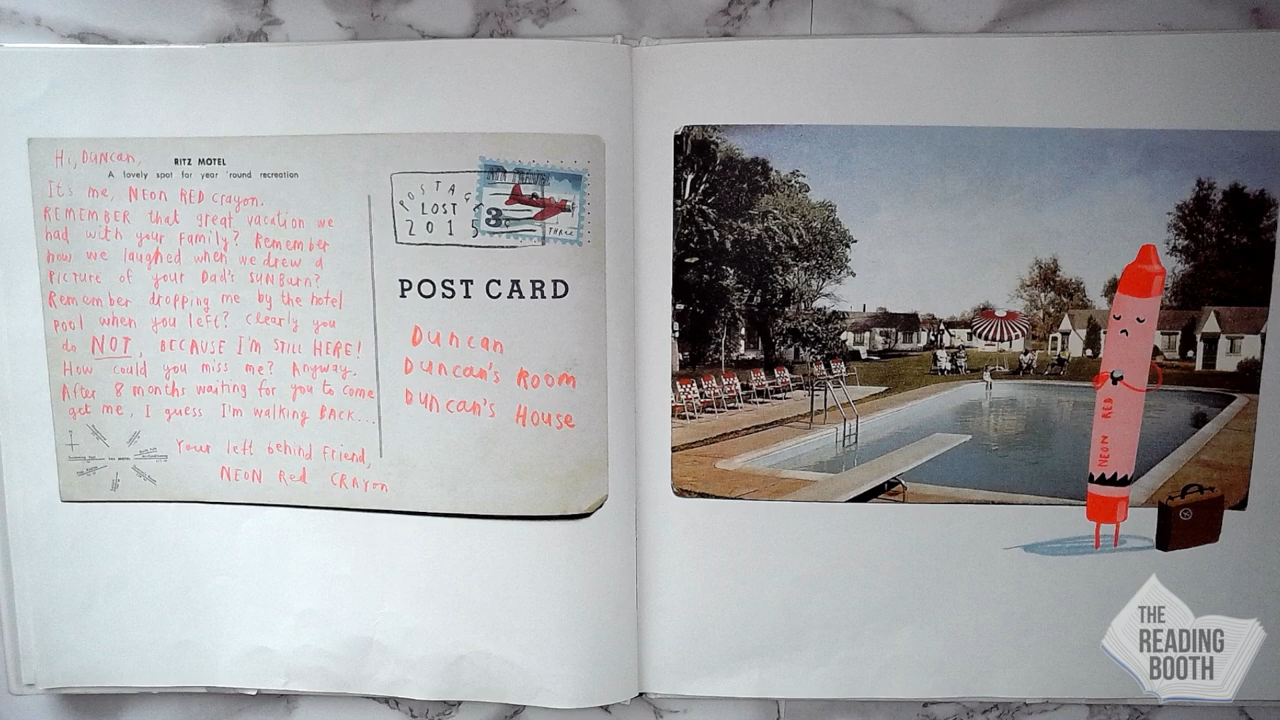 Hi, DUNCAN,
RITZ MOTEL
A lovely spot for year 'round recreation
It's me, NEON RED crayon.
REMEMBER that great vacation we
had with your Family? Remember
how we laughed when we drew a
picture of your Dad's SUNBurn?
Remember dropping me by the hotel
pool when you left? Clearly you
do NOT, BECAUSE I'M STILL HERE!
How could you miss me? Anyway,
After 8 months waiting for you to come
get me, I guess I'm walking BACK...
Your left behind Friend,
NEON Red CRAYon
POSTAG
LOST
2015
3c
THREE
POST CARD
Duncan
Duncan's Room
Duncan's House
NEON RED
THE
READING
BOOTH